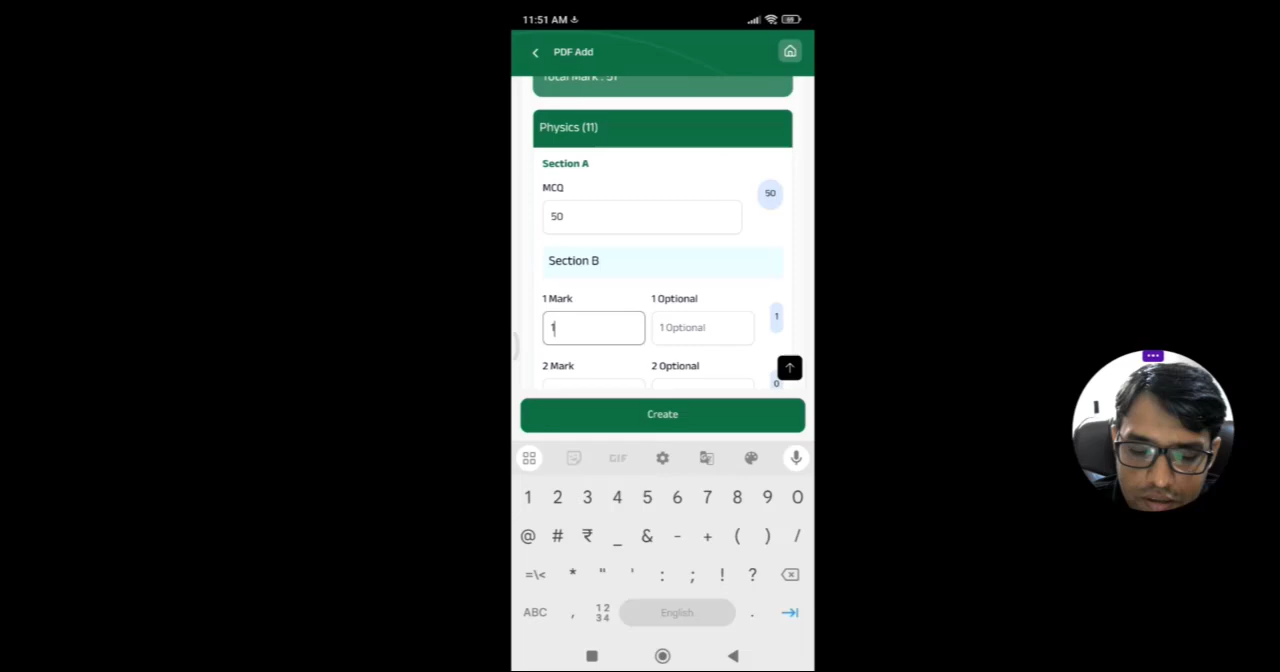 11:51 AM
PDF Add
Total Mark : 51
Physics (11)
Section A
MCQ
50
50
Section B
1 Mark
1 Optional
1
1 Optional
1
2 Mark
2 Optional
0
Create
GIF
1 2 3 4 5 6 7 8 9 0
@ # ₹ _ & - + ( ) /
=\< * " ' : ; ! ?
ABC , 12 34 English .